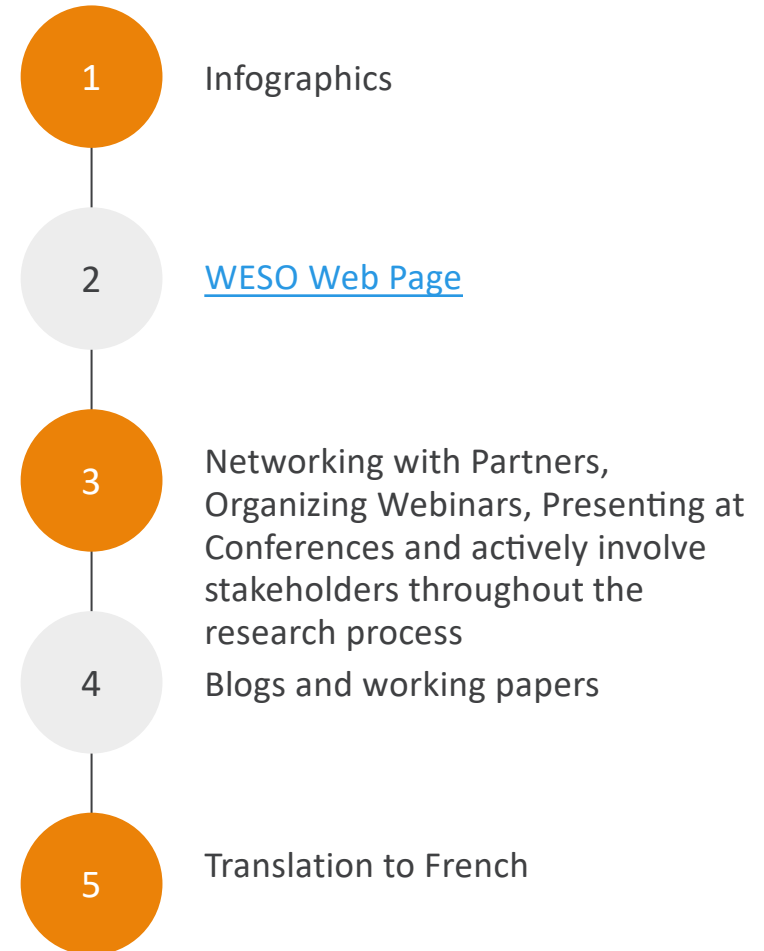 1
Infographics
2
WESO Web Page
3
Networking with Partners,
Organizing Webinars, Presenting at
Conferences and actively involve
stakeholders throughout the
research process
4
Blogs and working papers
5
Translation to French